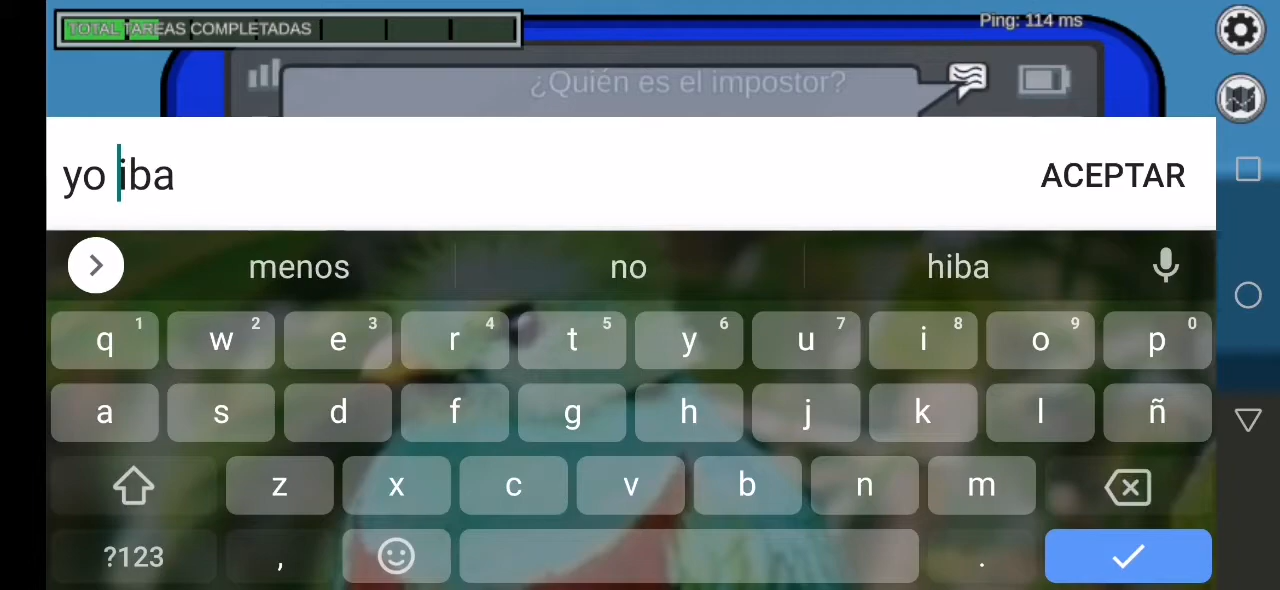 TOTAL TAREAS COMPLETADAS
Ping: 114 ms
¿Quién es el impostor?
yo iba
ACEPTAR
menos no hiba
q 1 w 2 e 3 r 4 t 5 y 6 u 7 i 8 o 9 p 0
a s d f g h j k l ñ
z x c v b n m
?123 , .